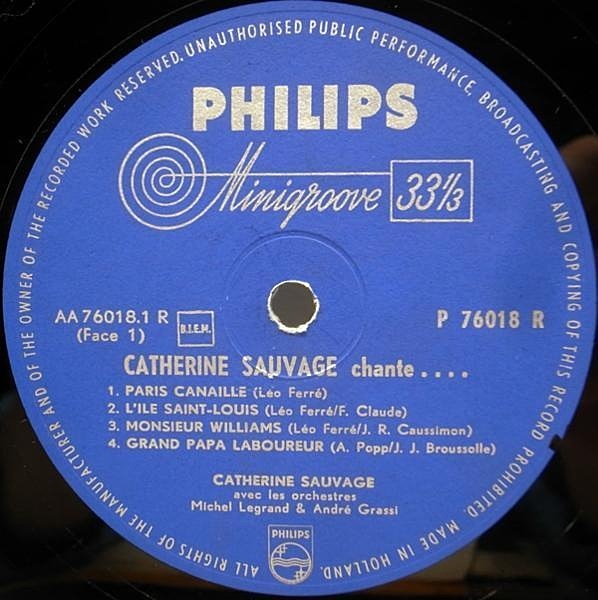 ALL RIGHTS OF THE MANUFACTURER AND OF THE OWNER OF THE RECORDED WORK RESERVED. UNAUTHORISED PUBLIC PERFORMANCE, BROADCASTING AND COPYING OF THIS RECORD PROHIBITED. MADE IN HOLLAND.
PHILIPS
Minigroove 33⅓
AA 76018.1 R
(Face 1)
B.I.E.M.
P 76018 R
CATHERINE SAUVAGE chante....
1. PARIS CANAILLE (Léo Ferré)
2. L'ILE SAINT-LOUIS (Léo Ferré/F. Claude)
3. MONSIEUR WILLIAMS (Léo Ferré/J. R. Caussimon)
4. GRAND PAPA LABOUREUR (A. Popp/J. J. Broussolle)
CATHERINE SAUVAGE
avec les orchestres
Michel Legrand & André Grassi
PHILIPS